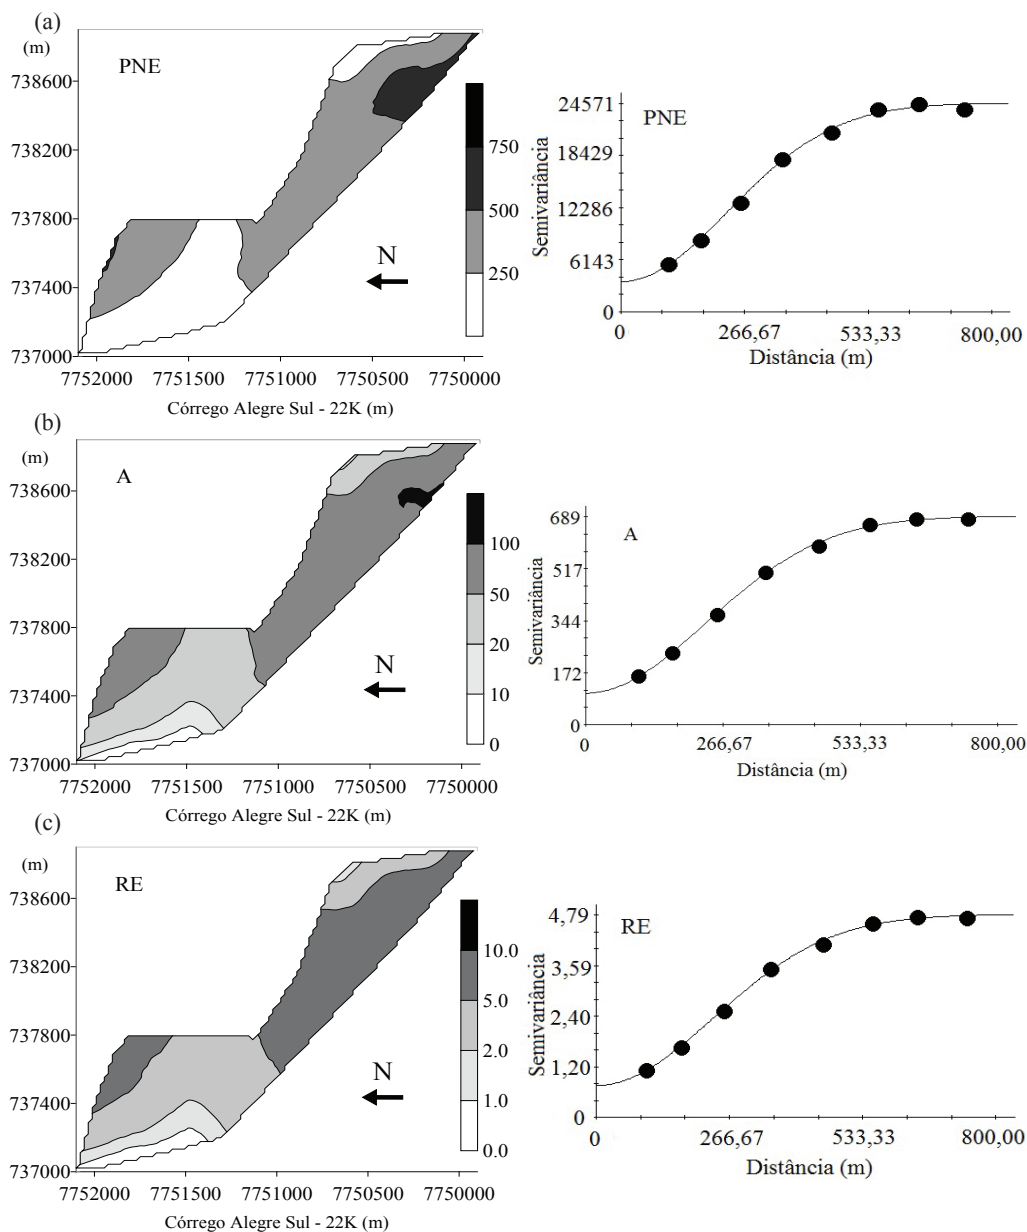 (a)
(m)
PNE
738600
738200
737800
737400
737000
750
500
250
N
7752000 7751500 7751000 7750500 7750000
Córrego Alegre Sul - 22K (m)
PNE
Semivariância
24571
18429
12286
6143
0
0 266,67 533,33 800,00
Distância (m)
(b)
(m)
A
738600
738200
737800
737400
737000
100
50
20
10
0
N
7752000 7751500 7751000 7750500 7750000
Córrego Alegre Sul - 22K (m)
A
Semivariância
689
517
344
172
0
0 266,67 533,33 800,00
Distância (m)
(c)
(m)
RE
738600
738200
737800
737400
737000
10.0
5.0
2.0
1.0
0.0
N
7752000 7751500 7751000 7750500 7750000
Córrego Alegre Sul - 22K (m)
RE
Semivariância
4,79
3,59
2,40
1,20
0
0 266,67 533,33 800,00
Distância (m)